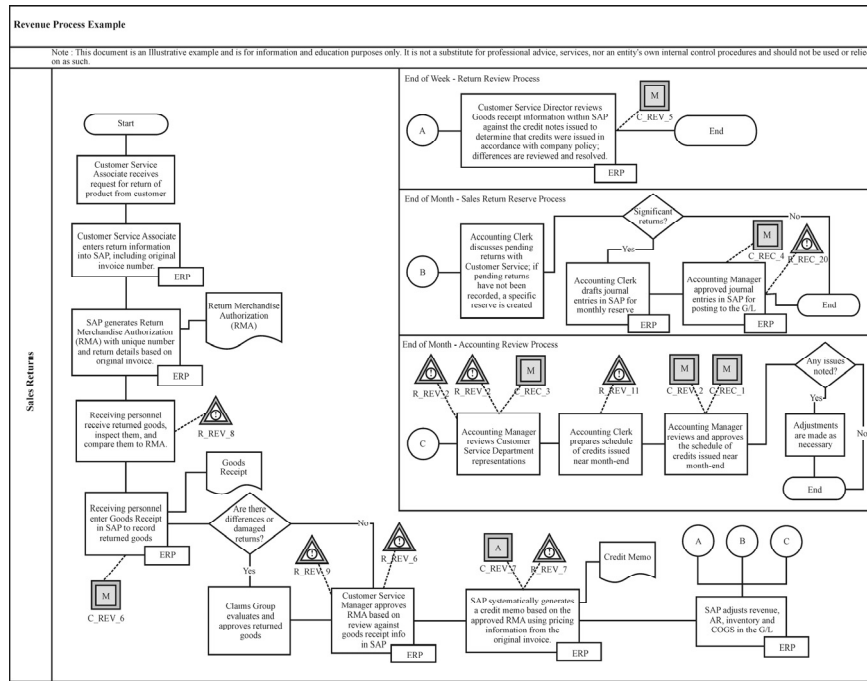 Revenue Process Example
Note : This document is an Illustrative example and is for information and education purposes only. It is not a substitute for professional advice, services, nor an entity's own internal control procedures and should not be used or relied
on as such.
Sales Returns
Start
Customer Service
Associate receives
request for return of
product from customer
Customer Service Associate
enters return information
into SAP, including original
invoice number.
ERP
SAP generates Return
Merchandise Authorization
(RMA) with unique number
and return details based on
original invoice.
ERP
Return Merchandise
Authorization
(RMA)
Receiving personnel
receive returned goods,
inspect them, and
compare them to RMA.
R_REV_8
Goods
Receipt
Receiving personnel
enter Goods Receipt
in SAP to record
returned goods
ERP
M
C_REV_6
Are there
differences or
damaged
returns?
No
Yes
Claims Group
evaluates and
approves returned
goods
R_REV_9
R_REV_6
Customer Service
Manager approves
RMA based on
review against
goods receipt info
in SAP
ERP
A
C_REV_7
R_REV_7
Credit Memo
SAP systematically generates
a credit memo based on the
approved RMA using pricing
information from the
original invoice.
ERP
A
B
C
SAP adjusts revenue,
AR, inventory and
COGS in the G/L
ERP
End of Week - Return Review Process
A
Customer Service Director reviews
Goods receipt information within SAP
against the credit notes issued to
determine that credits were issued in
accordance with company policy;
differences are reviewed and resolved.
ERP
M
C_REV_5
End
End of Month - Sales Return Reserve Process
B
Accounting Clerk
discusses pending
returns with
Customer Service; if
pending returns
have not been
recorded, a specific
reserve is created
Significant
returns?
No
Yes
Accounting Clerk
drafts journal
entries in SAP for
monthly reserve
ERP
M
C_REC_4
R_REC_20
Accounting Manager
approved journal
entries in SAP for
posting to the G/L
ERP
End
End of Month - Accounting Review Process
C
R_REV_2
R_REV_2
M
C_REC_3
Accounting Manager
reviews Customer
Service Department
representations
R_REV_11
Accounting Clerk
prepares schedule
of credits issued
near month-end
M
C_REV_2
M
C_REC_1
Accounting Manager
reviews and approves
the schedule of
credits issued near
month-end
Any issues
noted?
Yes
No
Adjustments
are made as
necessary
End